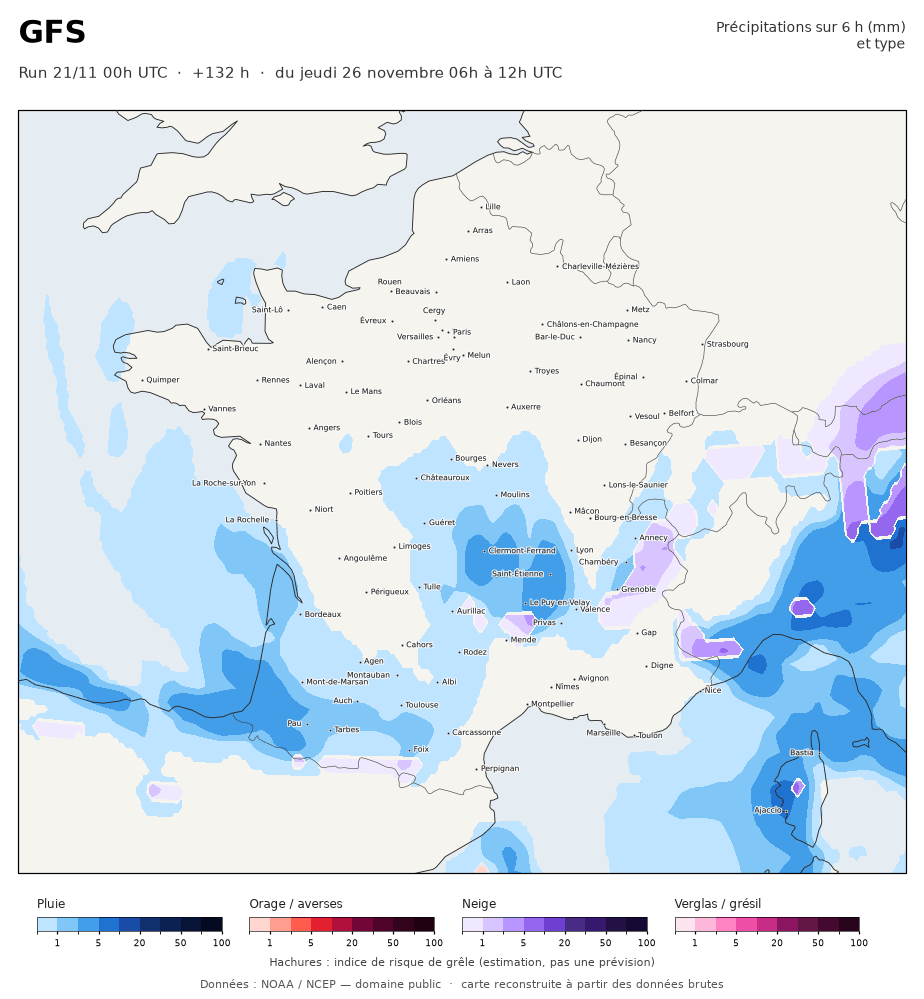 GFS
Précipitations sur 6 h (mm)
et type
Run 21/11 00h UTC · +132 h · du jeudi 26 novembre 06h à 12h UTC
Lille
Arras
Amiens
Charleville-Mézières
Rouen
Laon
Beauvais
Saint-Lô
Caen
Cergy
Metz
Évreux
Châlons-en-Champagne
Paris
Versailles
Bar-le-Duc
Nancy
Strasbourg
Saint-Brieuc
Évry
Melun
Alençon
Chartres
Troyes
Épinal
Quimper
Rennes
Laval
Chaumont
Colmar
Le Mans
Orléans
Vannes
Auxerre
Vesoul
Belfort
Blois
Angers
Tours
Dijon
Nantes
Besançon
Bourges
Nevers
La Roche-sur-Yon
Châteauroux
Lons-le-Saunier
Poitiers
Moulins
Niort
Mâcon
Bourg-en-Bresse
La Rochelle
Guéret
Annecy
Limoges
Clermont-Ferrand
Lyon
Angoulême
Chambéry
Saint-Étienne
Périgueux
Tulle
Grenoble
Le Puy-en-Velay
Bordeaux
Aurillac
Valence
Privas
Cahors
Mende
Gap
Rodez
Agen
Digne
Montauban
Mont-de-Marsan
Albi
Avignon
Nîmes
Nice
Auch
Toulouse
Montpellier
Pau
Tarbes
Carcassonne
Marseille
Toulon
Foix
Bastia
Perpignan
Ajaccio
Pluie
Orage / averses
Neige
Verglas / grésil
1 5 20 50 100
1 5 20 50 100
1 5 20 50 100
1 5 20 50 100
Hachures : indice de risque de grêle (estimation, pas une prévision)
Données : NOAA / NCEP — domaine public · carte reconstruite à partir des données brutes